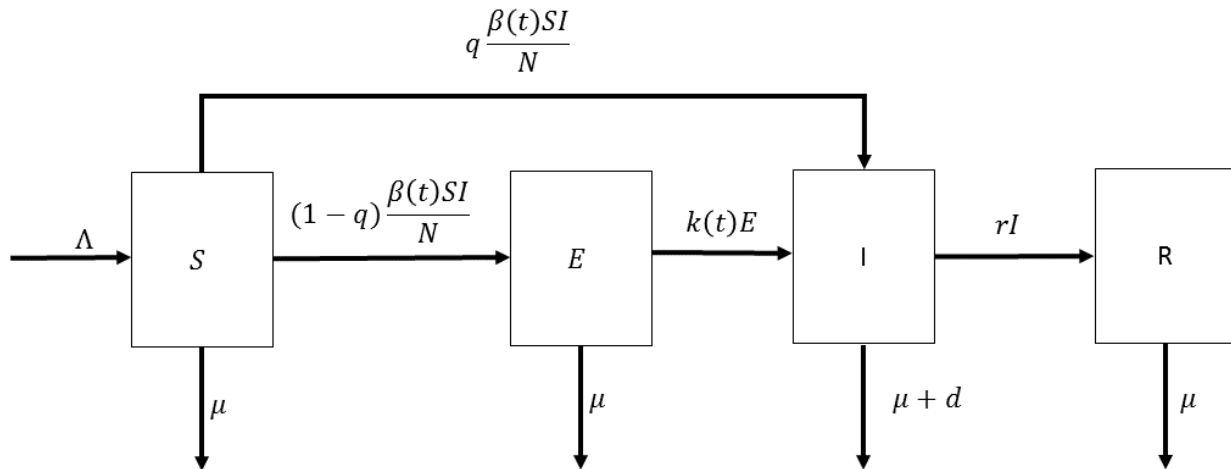 q β(t)SI / N
(1 − q) β(t)SI / N
k(t)E
rI
Λ
S
E
I
R
μ
μ
μ + d
μ